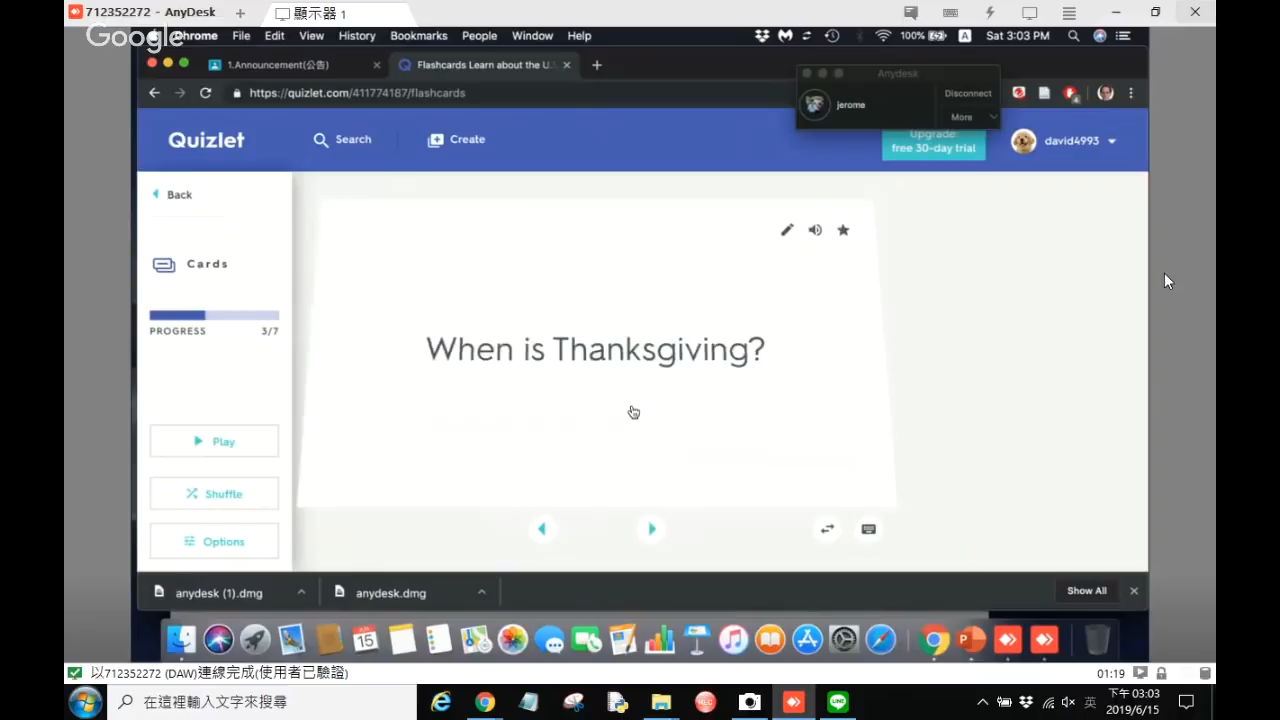 712352272 - AnyDesk
顯示器 1
Google
Chrome File Edit View History Bookmarks People Window Help
100% A Sat 3:03 PM
1.Announcement(公告)
Flashcards Learn about the U.S
Anydesk
https://quizlet.com/411774187/flashcards
jerome
Disconnect
More
Quizlet
Search
Create
Upgrade:
free 30-day trial
david4993
Back
Cards
PROGRESS 3/7
When is Thanksgiving?
Play
Shuffle
Options
anydesk (1).dmg
anydesk.dmg
Show All
15
以712352272 (DAW)連線完成(使用者已驗證)
01:19
在這裡輸入文字來搜尋
REC
LINE
英
下午 03:03
2019/6/15